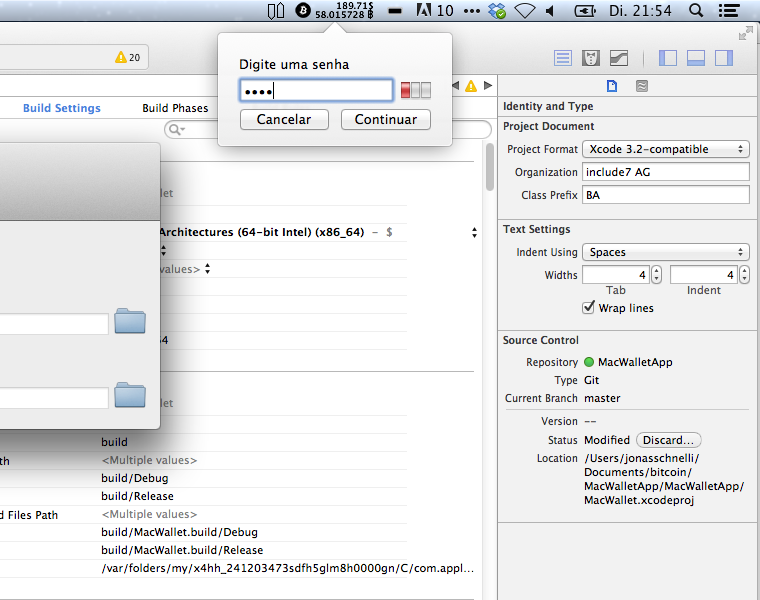 189.71$
58.015728 ฿
10
Di. 21:54
Digite uma senha
••••
Cancelar
Continuar
20
Build Settings
Build Phases
Architectures (64-bit Intel) (x86_64) – $
values>
build
<Multiple values>
build/Debug
build/Release
d Files Path
<Multiple values>
build/MacWallet.build/Debug
build/MacWallet.build/Release
/var/folders/my/x4hh_241203473sdfh5glm8h0000gn/C/com.appl...
Identity and Type
Project Document
Project Format Xcode 3.2-compatible
Organization include7 AG
Class Prefix BA
Text Settings
Indent Using Spaces
Widths 4 4
Tab Indent
Wrap lines
Source Control
Repository MacWalletApp
Type Git
Current Branch master
Version --
Status Modified Discard...
Location /Users/jonasschnelli/
Documents/bitcoin/
MacWalletApp/MacWalletApp/
MacWallet.xcodeproj